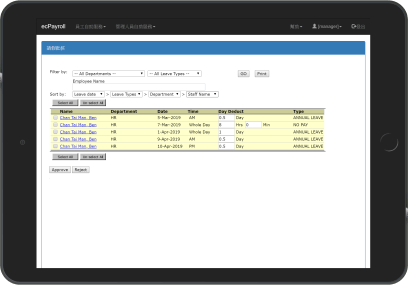 ecPayroll 員工自助服務 管理人員自助服務 幫助 [manager] 登出
請假批核
Filter by: -- All Departments -- -- All Leave Types -- GO Print
Employee Name
Sort by : Leave date > Leave Types > Department > Staff Name
Select All Un-select All
Name Department Date Time Day Deduct Type
Chan Tai Man, Ben HR 5-Mar-2019 AM 0.5 Day ANNUAL LEAVE
Chan Tai Man, Ben HR 7-Mar-2019 Whole Day 8 Hrs 0 Min NO PAY
Chan Tai Man, Ben HR 1-Apr-2019 Whole Day 1 Day ANNUAL LEAVE
Chan Tai Man, Ben HR 9-Apr-2019 AM 0.5 Day ANNUAL LEAVE
Chan Tai Man, Ben HR 10-Apr-2019 PM 0.5 Day ANNUAL LEAVE
Select All Un-select All
Approve Reject